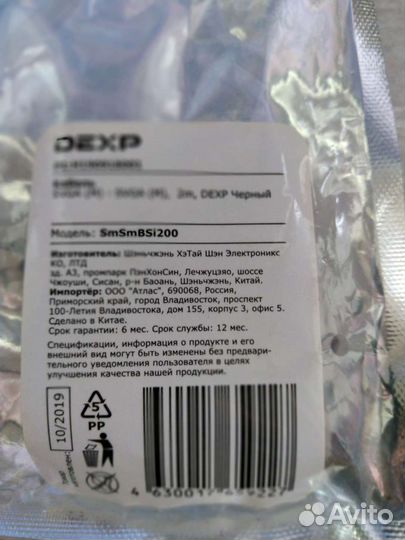 DEXP
2m, DEXP Черный
Модель: SmSmBSi200
Изготовитель: Шэньчжэнь ХэТай Шэн Электроникс
КО, ЛТД
зд. А3, промпарк ПэнХонСин, Лечжуцзяо, шоссе
Чжоуши, Сисан, р-н Баоань, Шэньчжэнь, Китай.
Импортёр: ООО "Атлас", 690068, Россия,
Приморский край, город Владивосток, проспект
100-Летия Владивостока, дом 155, корпус 3, офис 5.
Сделано в Китае.
Срок гарантии: 6 мес. Срок службы: 12 мес.
Спецификации, информация о продукте и его
внешний вид могут быть изменены без предвари-
тельного уведомления пользователя в целях
улучшения качества нашей продукции.
10/2019
5
PP
Avito